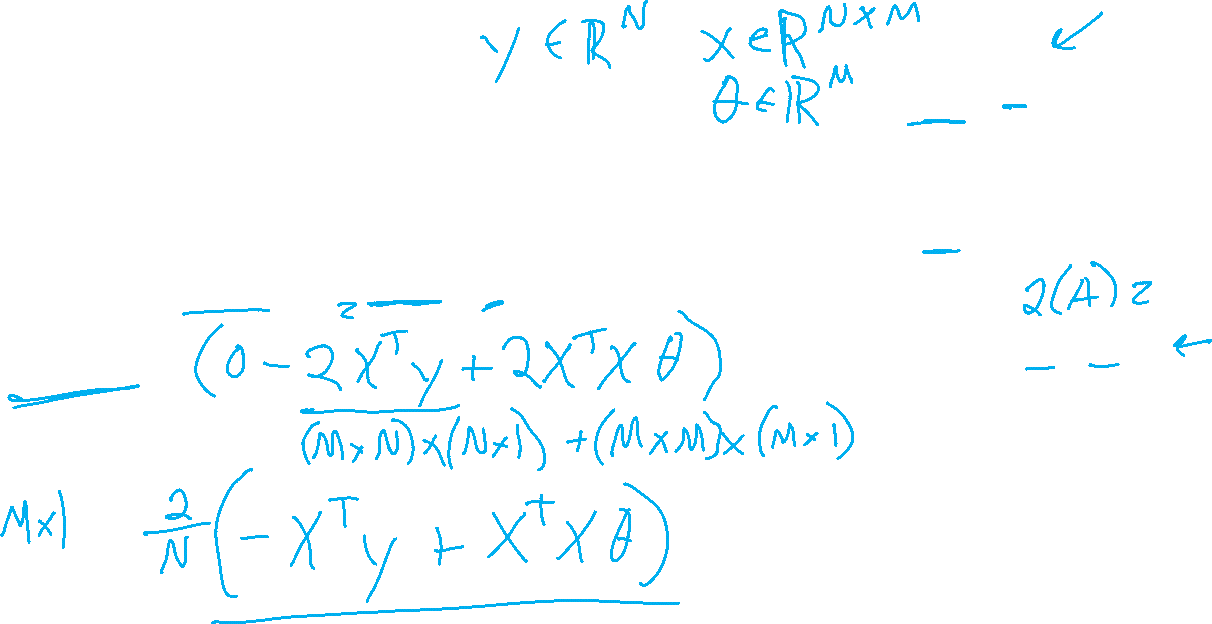 y ∈ ℝ^N x ∈ ℝ^{N×M}
θ ∈ ℝ^M
2(A)z
(0 - 2X^T y + 2X^T X θ)
(M×N)×(N×1) + (M×M)×(M×1)
M×1 2/N (-X^T y + X^T X θ)